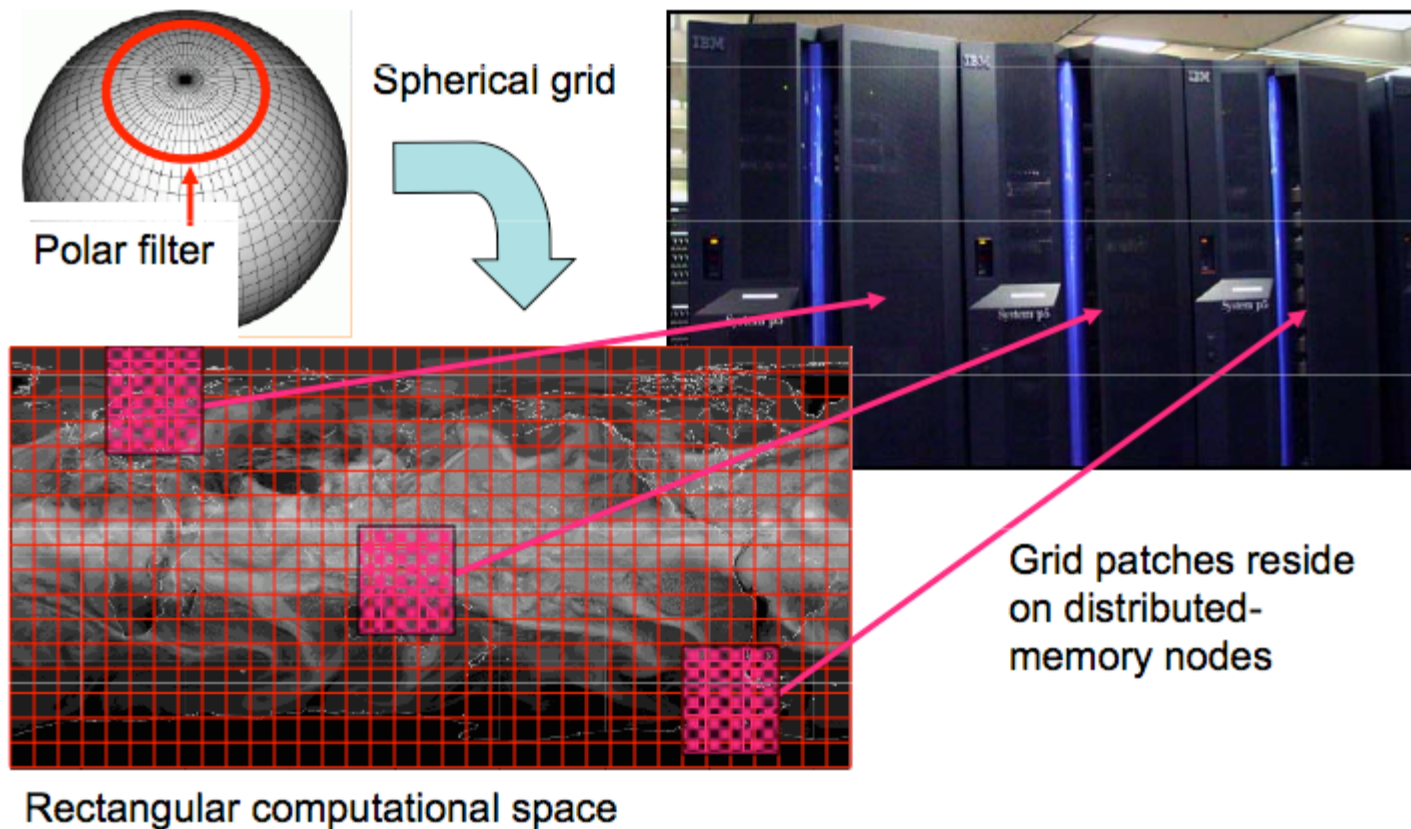 Spherical grid
Polar filter
IBM
IBM
IBM
System p5
System p5
System p5
Grid patches reside
on distributed-
memory nodes
Rectangular computational space